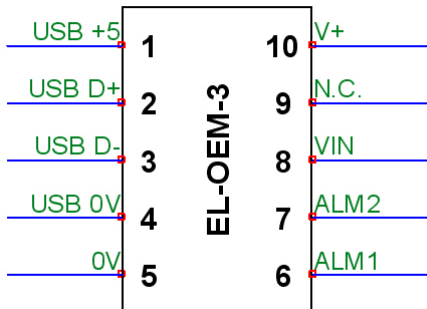 USB +5 1 10 V+
USB D+ 2 9 N.C.
USB D- 3 8 VIN
USB 0V 4 7 ALM2
0V 5 6 ALM1
EL-OEM-3